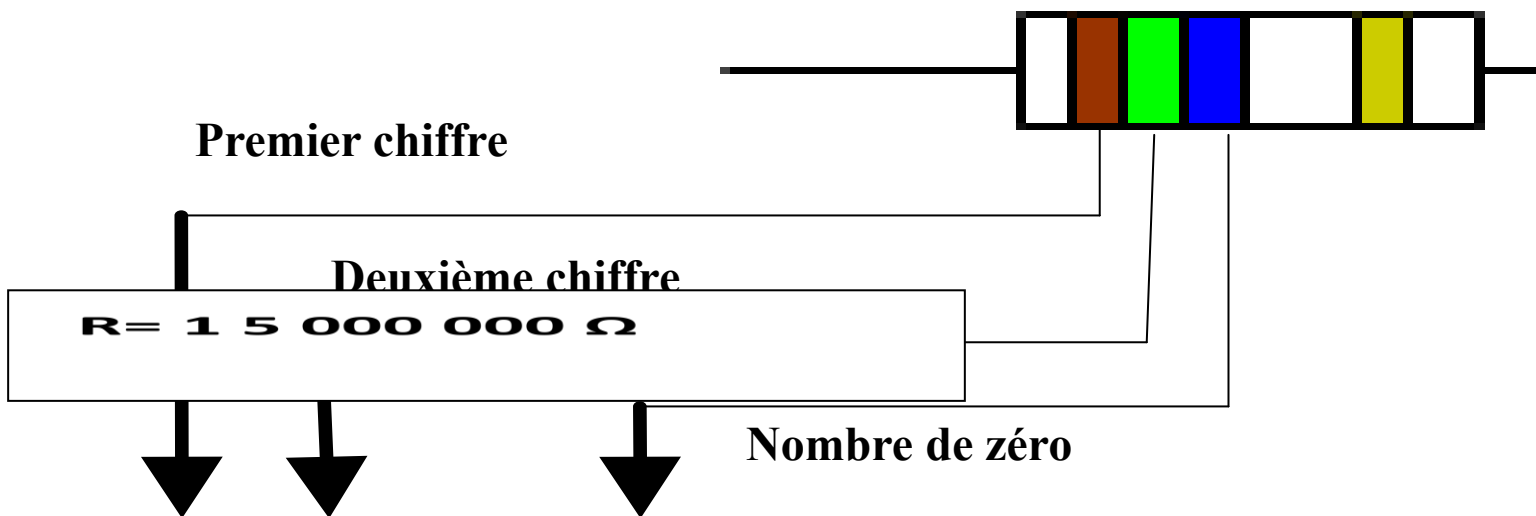 Premier chiffre
Deuxième chiffre
R= 1 5 000 000 Ω
Nombre de zéro